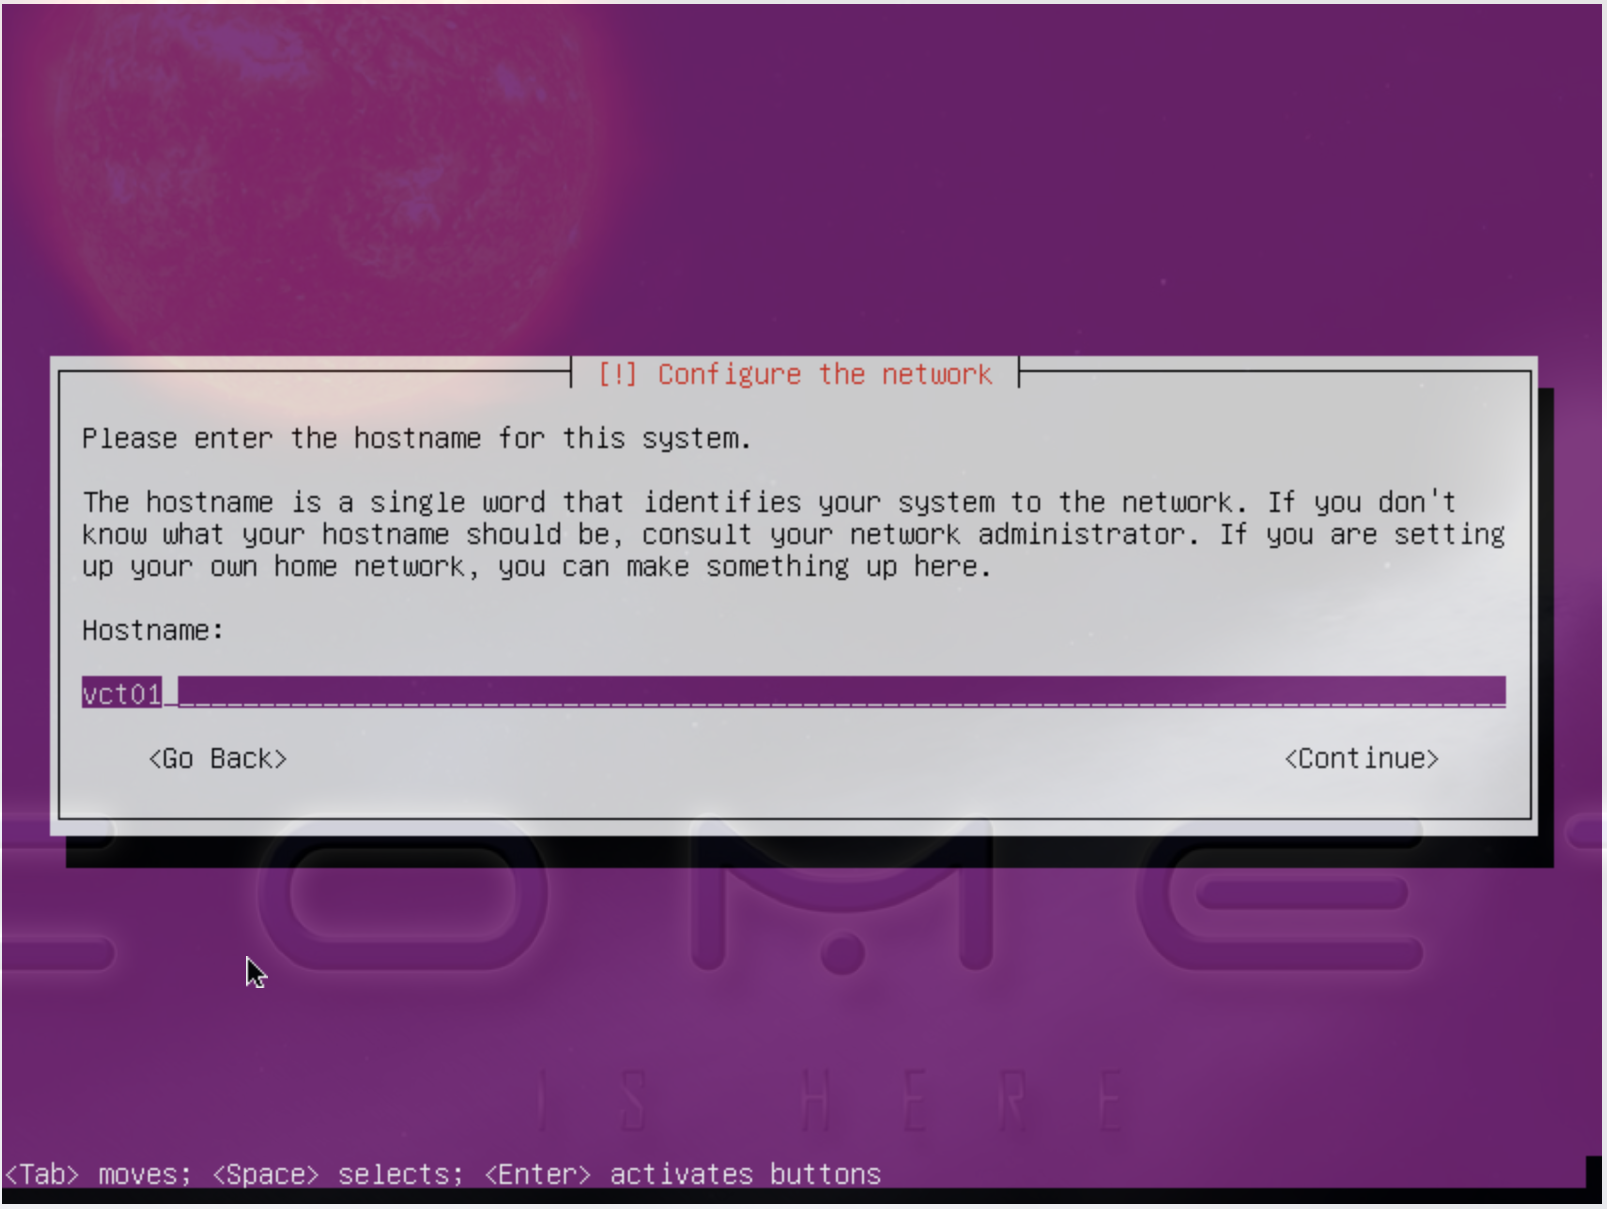 [!] Configure the network
Please enter the hostname for this system.
The hostname is a single word that identifies your system to the network. If you don't
know what your hostname should be, consult your network administrator. If you are setting
up your own home network, you can make something up here.
Hostname:
vct01
<Go Back> <Continue>
COME
IS HERE
<Tab> moves; <Space> selects; <Enter> activates buttons